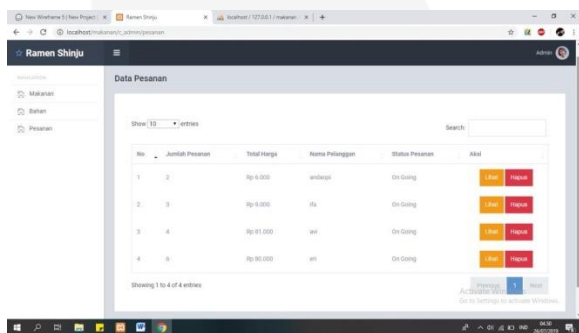 New Wireframe 1 | New Project
Ramen Shinju
localhost / 127.0.0.1 / makanan
localhost/makanan/c_admin/pesanan
Ramen Shinju
Admin
Makanan
Bahan
Pesanan
Data Pesanan
Show 10 entries
Search:
No Jumlah Pesanan Total Harga Nama Pelanggan Status Pesanan Aksi
1 2 Rp 6.000 On Going Lihat Hapus
2 3 Rp 9.000 ifa On Going Lihat Hapus
3 4 Rp 81.000 On Going Lihat Hapus
4 6 Rp 80.000 On Going Lihat Hapus
Showing 1 to 4 of 4 entries
Previous 1 Next
Activate Windows
Go to Settings to activate Windows.
IND
04.50
26/07/2019